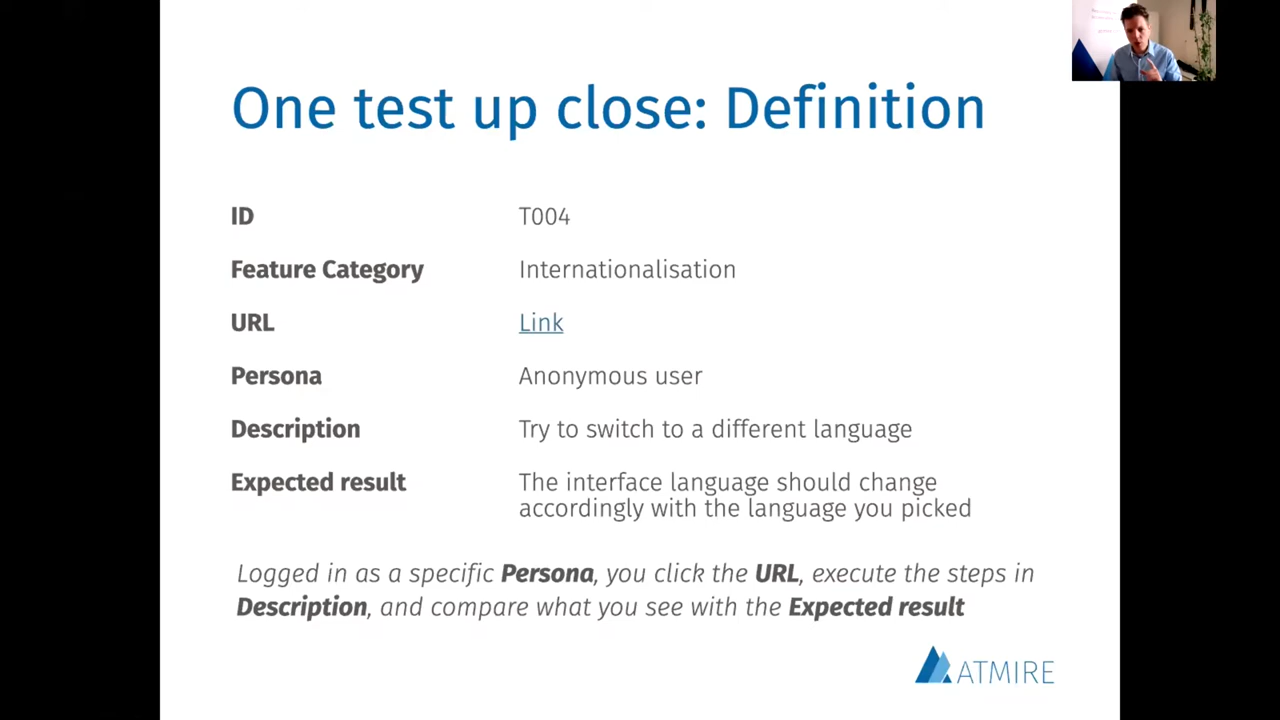 One test up close: Definition
ID T004
Feature Category Internationalisation
URL Link
Persona Anonymous user
Description Try to switch to a different language
Expected result The interface language should change
accordingly with the language you picked
Logged in as a specific Persona, you click the URL, execute the steps in
Description, and compare what you see with the Expected result
ATMIRE